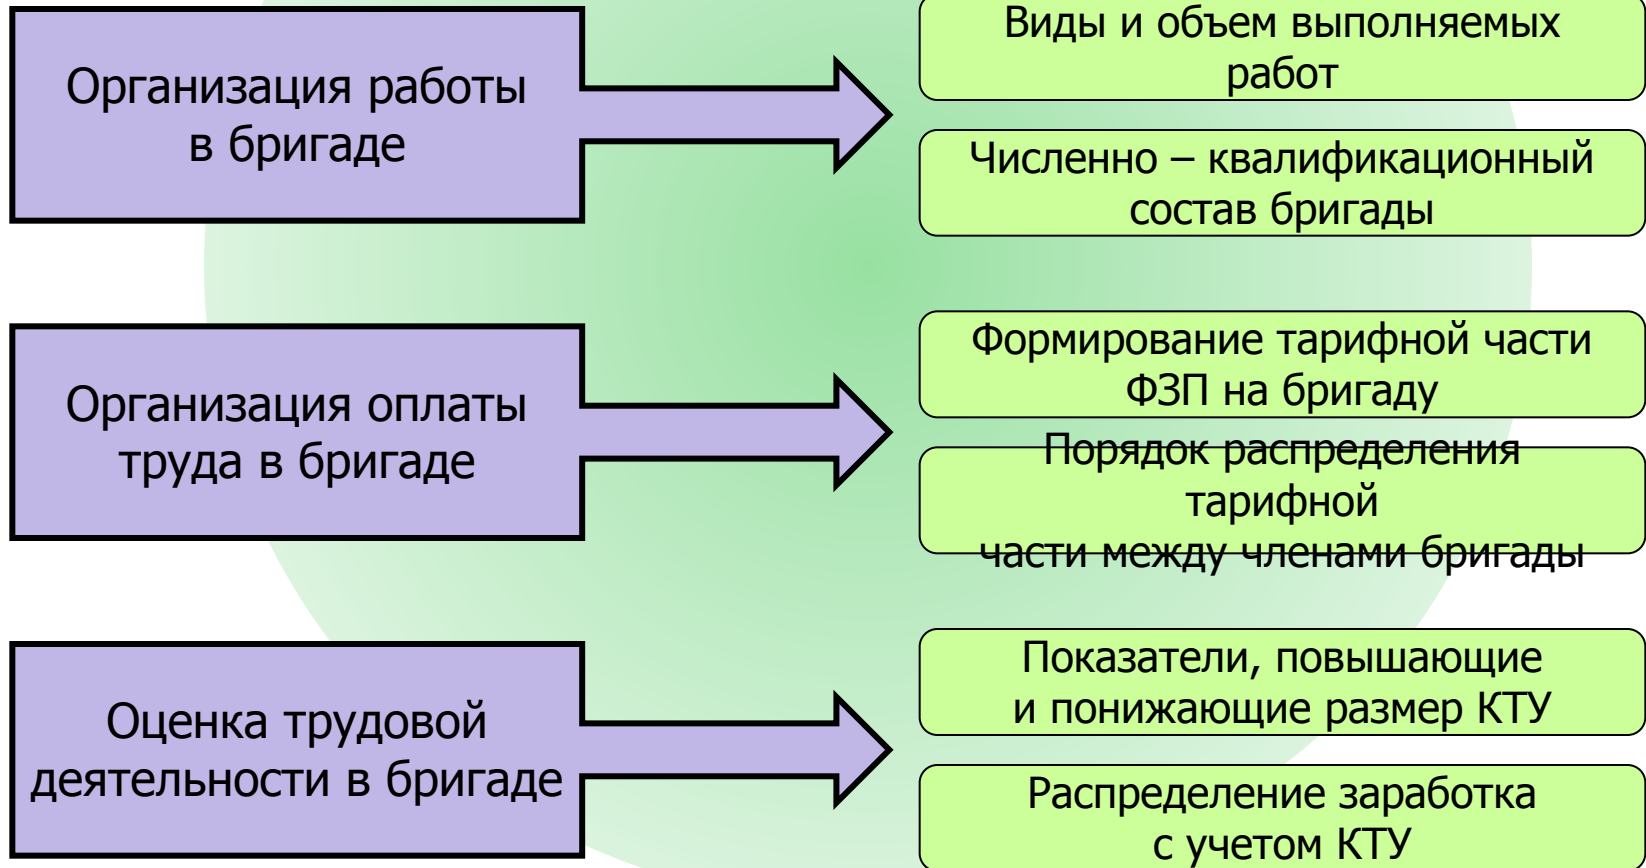 Организация работы
в бригаде
Виды и объем выполняемых
работ
Численно – квалификационный
состав бригады
Организация оплаты
труда в бригаде
Формирование тарифной части
ФЗП на бригаду
Порядок распределения
тарифной
части между членами бригады
Оценка трудовой
деятельности в бригаде
Показатели, повышающие
и понижающие размер КТУ
Распределение заработка
с учетом КТУ